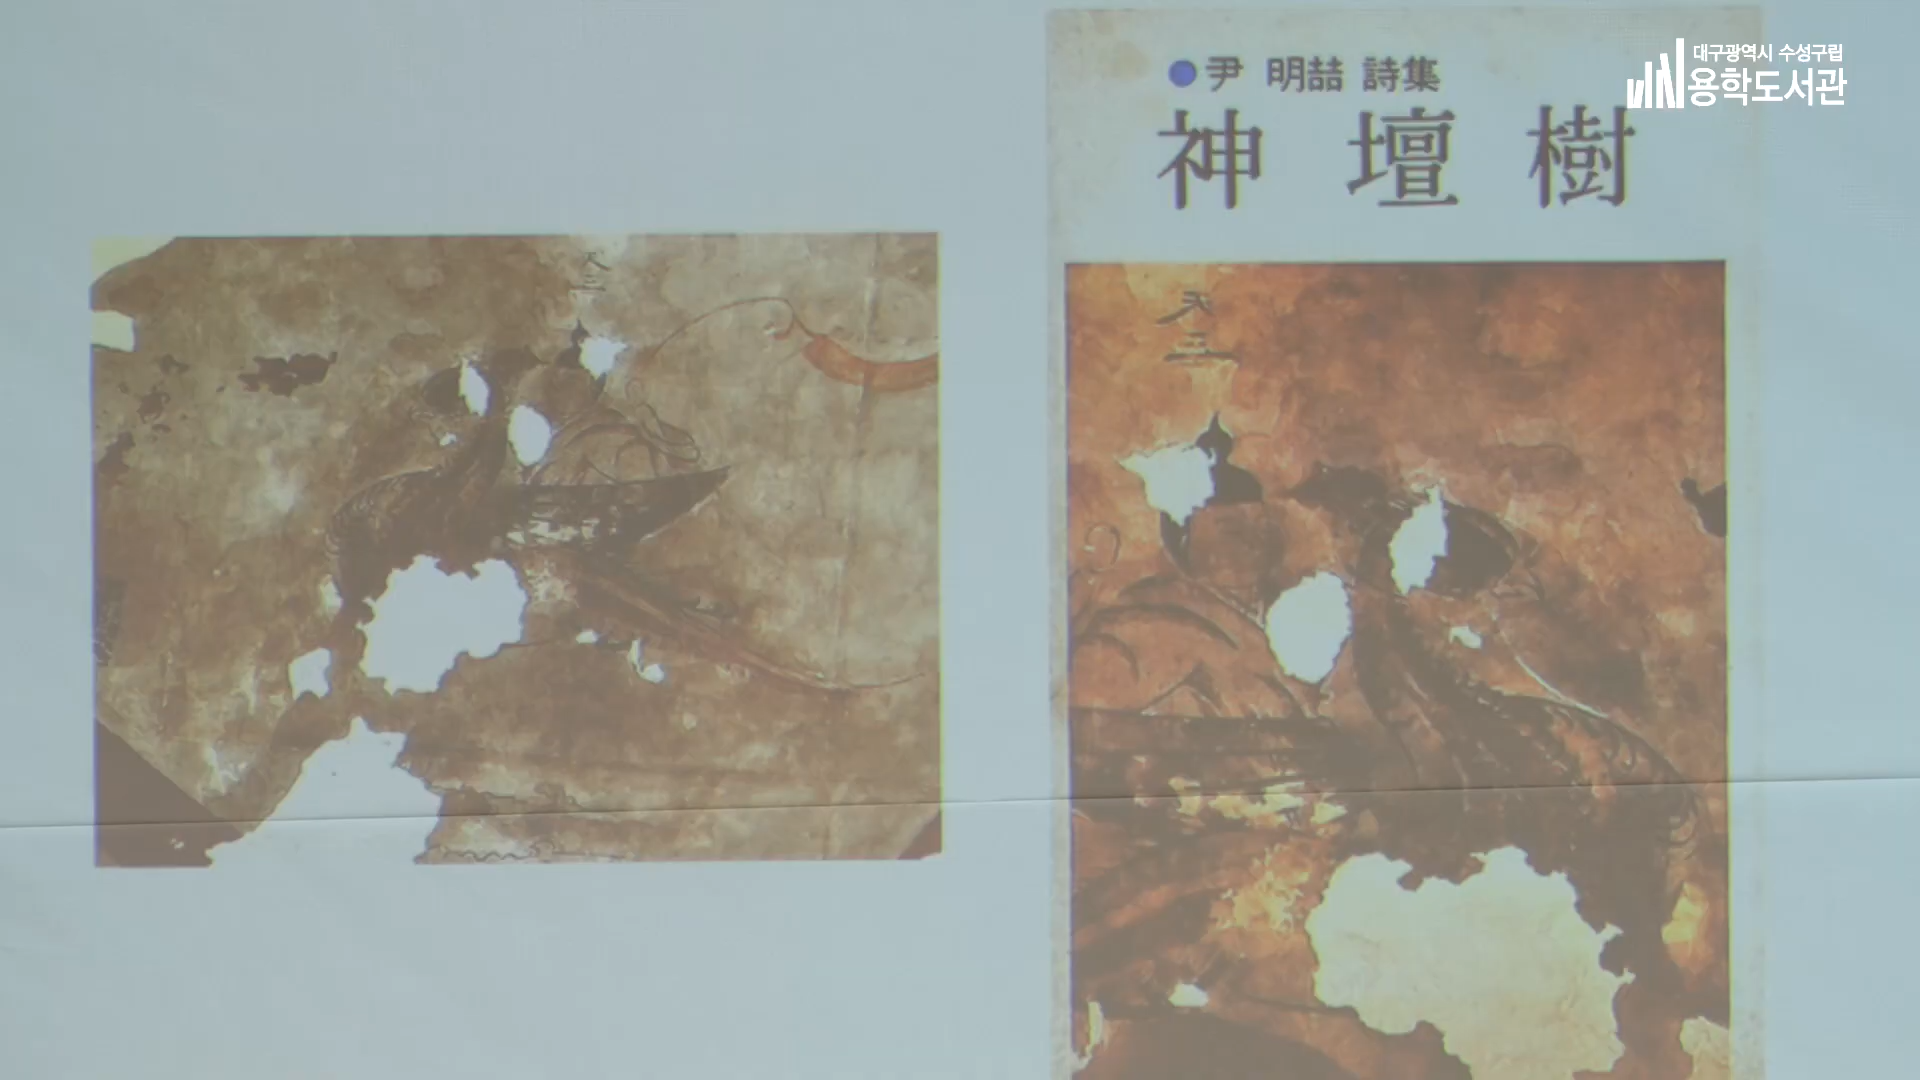 대구광역시 수성구립
용학도서관
●尹 明喆 詩集
神 壇 樹